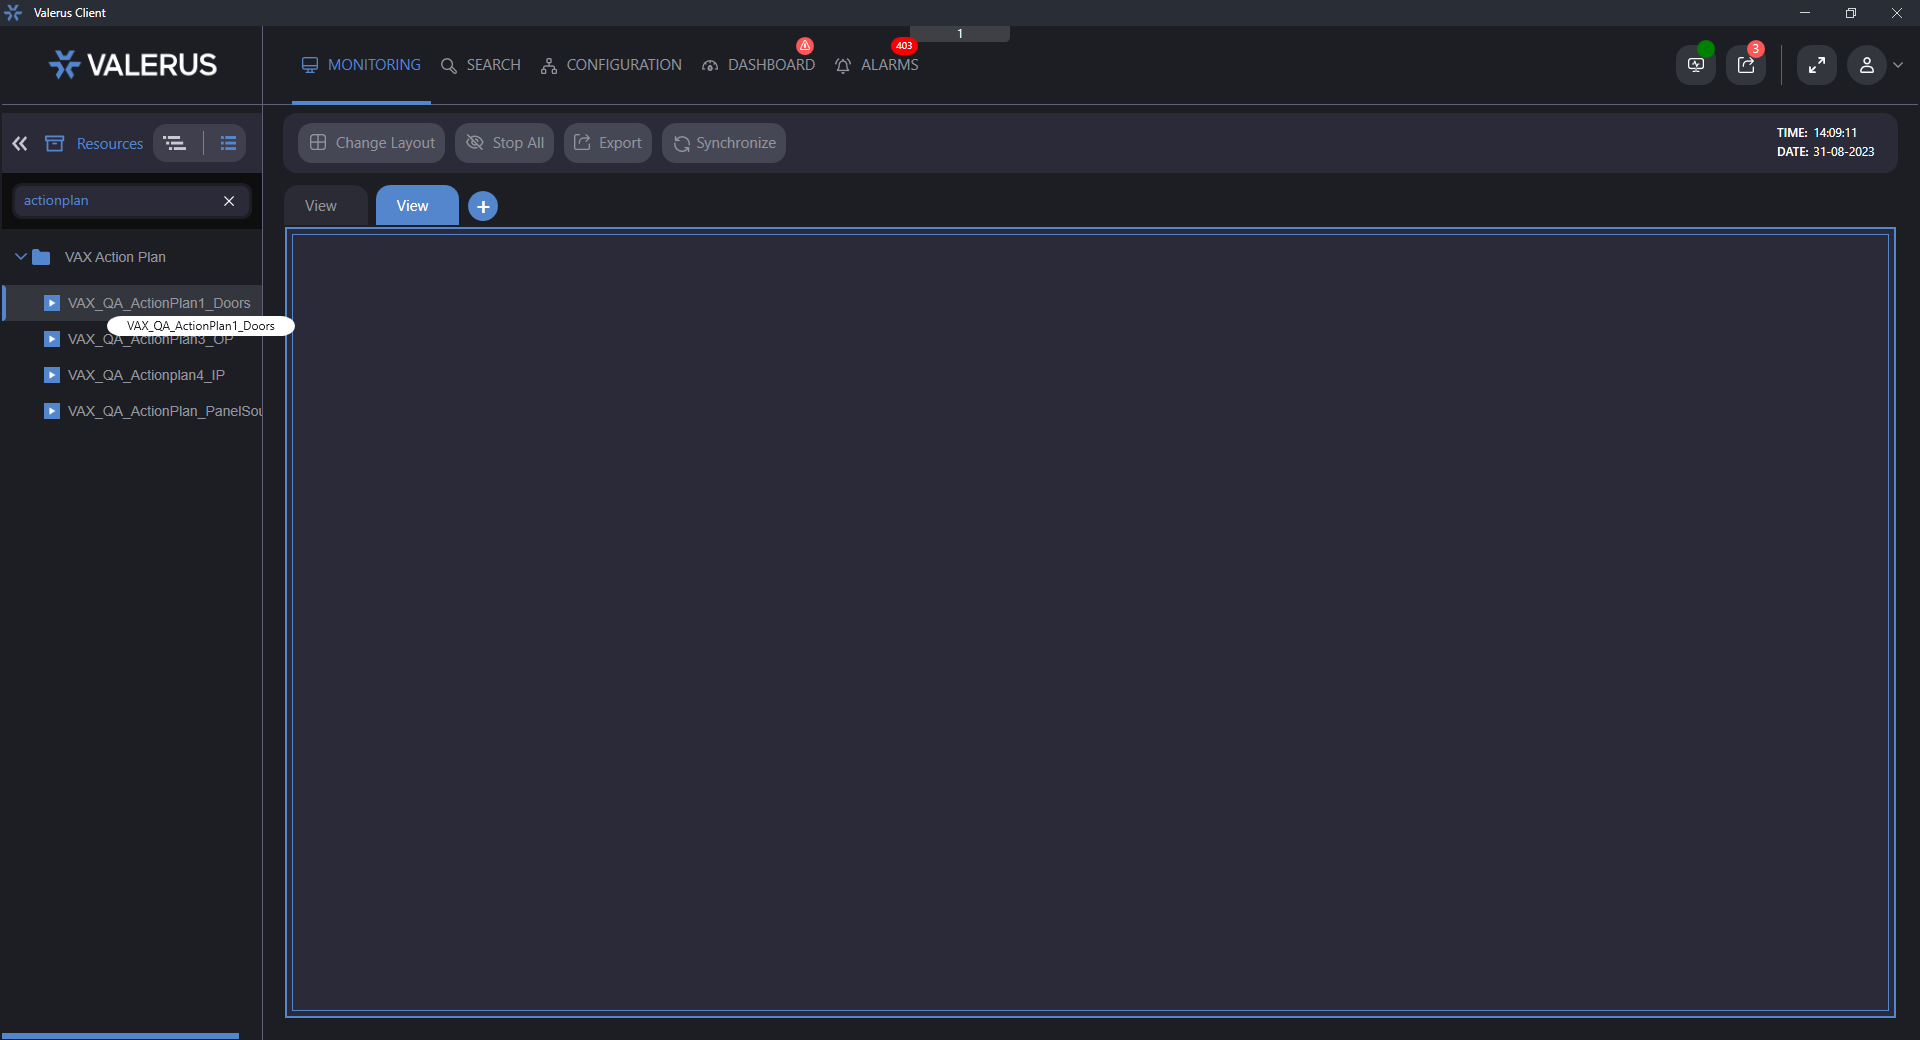 Valerus Client
VALERUS
MONITORING
SEARCH
CONFIGURATION
DASHBOARD
403
ALARMS
1
3
Resources
Change Layout
Stop All
Export
Synchronize
TIME: 14:09:11
DATE: 31-08-2023
actionplan
View
View
VAX Action Plan
VAX_QA_ActionPlan1_Doors
VAX_QA_ActionPlan1_Doors
VAX_QA_ActionPlan3_OP
VAX_QA_Actionplan4_IP
VAX_QA_ActionPlan_PanelSou